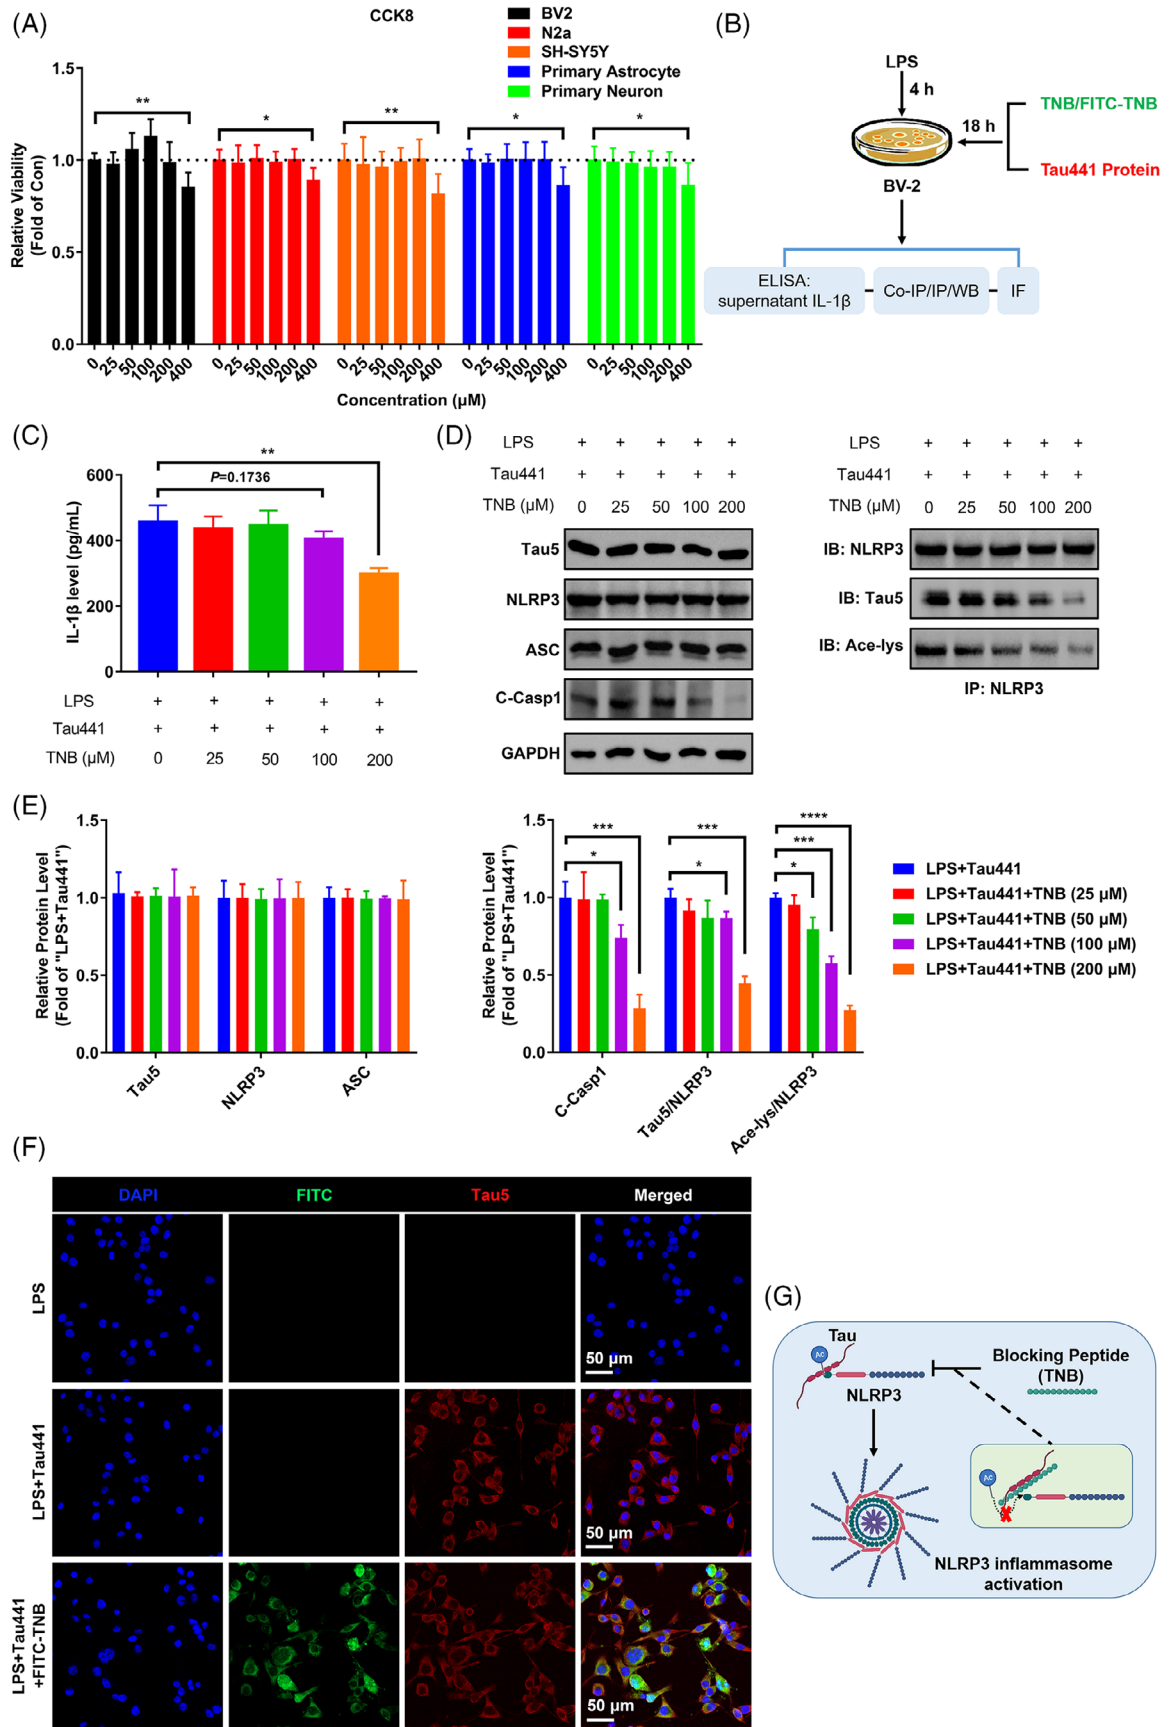 (A)
CCK8
BV2
N2a
SH-SY5Y
Primary Astrocyte
Primary Neuron
Relative Viability
(Fold of Con)
1.5
1.0
0.5
0.0
** * ** * *
0 25 50 100 200 400 0 25 50 100 200 400 0 25 50 100 200 400 0 25 50 100 200 400 0 25 50 100 200 400
Concentration (µM)
(B)
LPS
4 h
TNB/FITC-TNB
18 h
Tau441 Protein
BV-2
ELISA:
supernatant IL-1β
Co-IP/IP/WB
IF
(C)
**
P=0.1736
IL-1β level (pg/mL)
600
400
200
0
LPS + + + + +
Tau441 + + + + +
TNB (µM) 0 25 50 100 200
(D)
LPS + + + + +
Tau441 + + + + +
TNB (µM) 0 25 50 100 200
Tau5
NLRP3
ASC
C-Casp1
GAPDH
LPS + + + + +
Tau441 + + + + +
TNB (µM) 0 25 50 100 200
IB: NLRP3
IB: Tau5
IB: Ace-lys
IP: NLRP3
(E)
Relative Protein Level
(Fold of "LPS+Tau441")
1.5
1.0
0.5
0.0
Tau5 NLRP3 ASC
Relative Protein Level
(Fold of "LPS+Tau441")
1.5
1.0
0.5
0.0
*** *** ****
* * ***
*
C-Casp1 Tau5/NLRP3 Ace-lys/NLRP3
LPS+Tau441
LPS+Tau441+TNB (25 µM)
LPS+Tau441+TNB (50 µM)
LPS+Tau441+TNB (100 µM)
LPS+Tau441+TNB (200 µM)
(F)
DAPI FITC Tau5 Merged
LPS
50 µm
LPS+Tau441
50 µm
LPS+Tau441
+FITC-TNB
50 µm
(G)
Tau
Ac
NLRP3
Blocking Peptide
(TNB)
Ac
NLRP3 inflammasome
activation